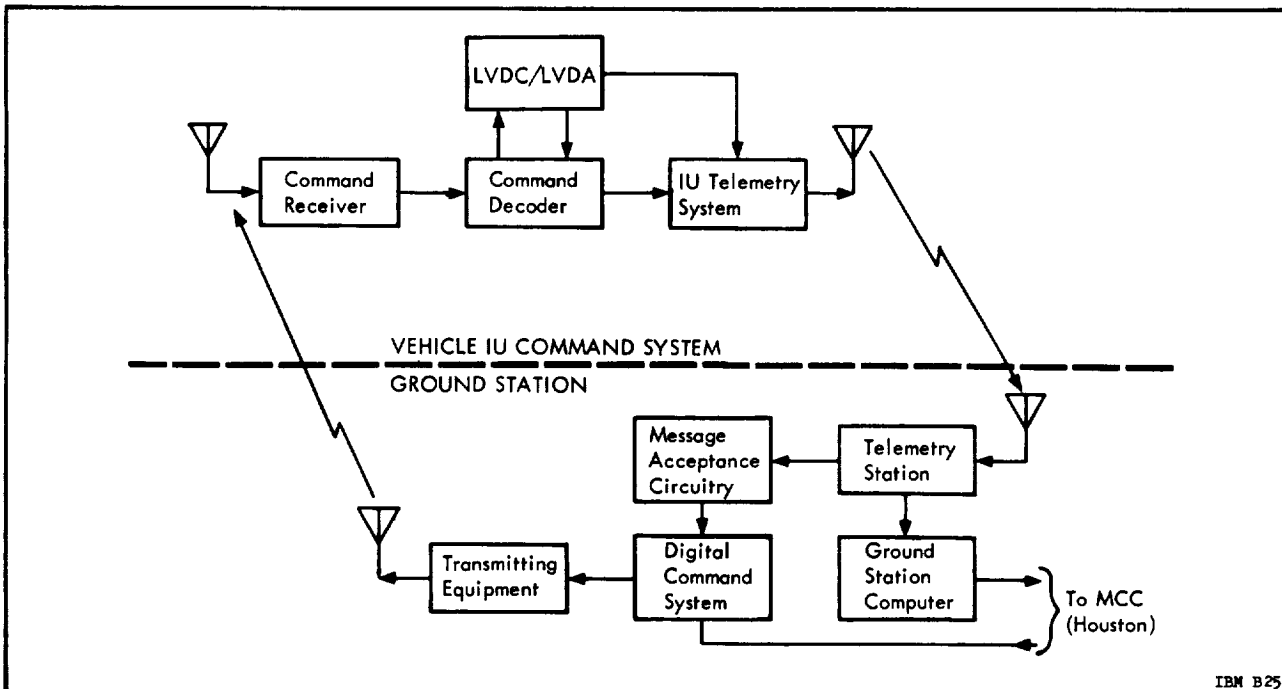 LVDC/LVDA
Command
Receiver
Command
Decoder
IU Telemetry
System
VEHICLE IU COMMAND SYSTEM
GROUND STATION
Message
Acceptance
Circuitry
Telemetry
Station
Transmitting
Equipment
Digital
Command
System
Ground
Station
Computer
To MCC
(Houston)
IBM B25